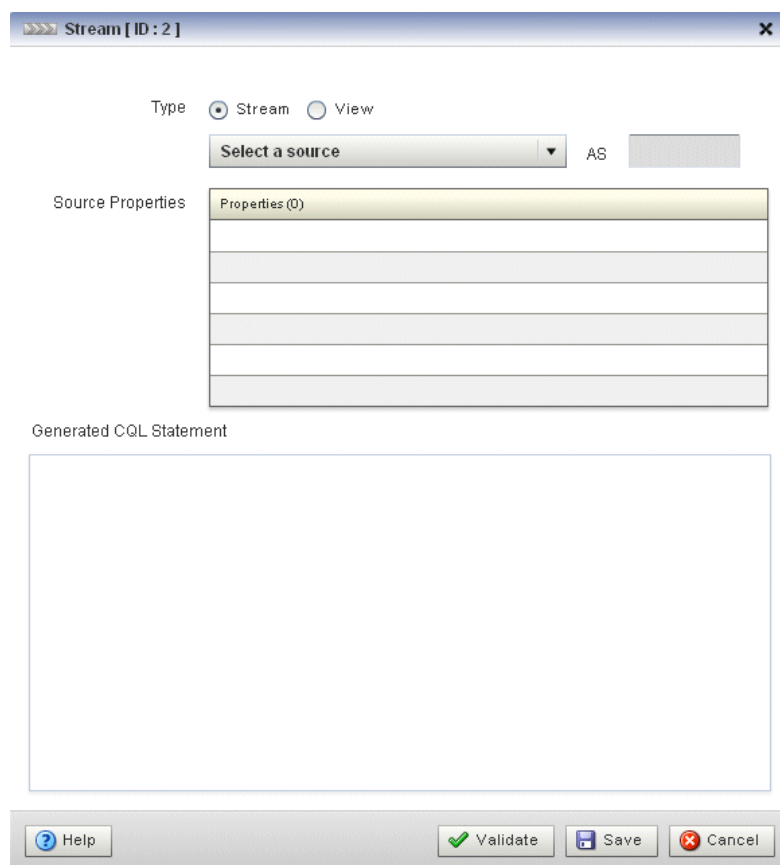 Stream [ ID : 2 ]
Type Stream View
Select a source AS
Source Properties Properties (0)
Generated CQL Statement
Help Validate Save Cancel